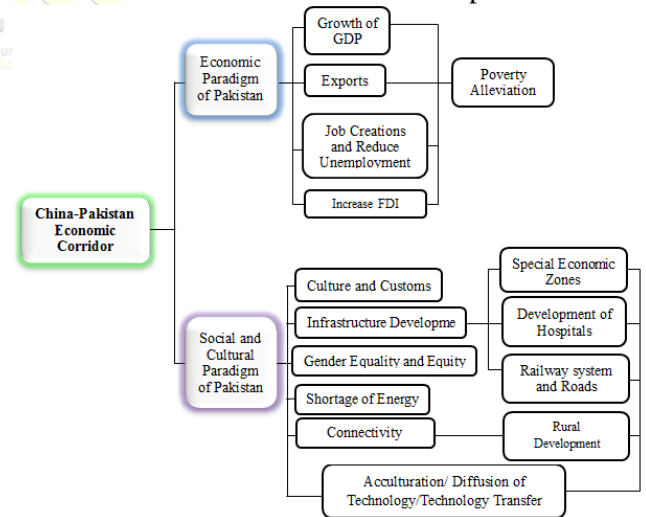 Growth of
GDP
Economic
Paradigm
of Pakistan
Exports
Poverty
Alleviation
Job Creations
and Reduce
Unemployment
Increase FDI
China-Pakistan
Economic
Corridor
Social and
Cultural
Paradigm
of Pakistan
Culture and Customs
Infrastructure Developme
Gender Equality and Equity
Shortage of Energy
Connectivity
Special Economic
Zones
Development of
Hospitals
Railway system
and Roads
Rural
Development
Acculturation/ Diffusion of
Technology/Technology Transfer